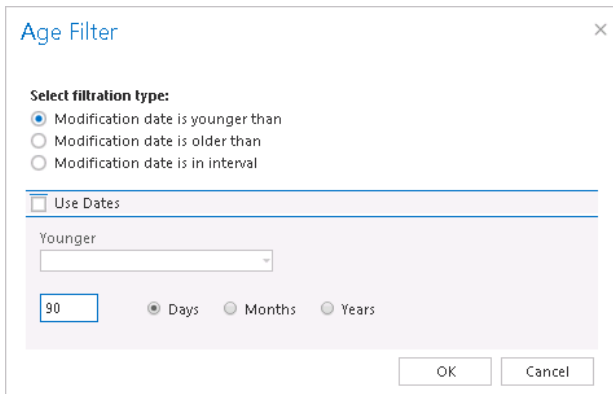 Age Filter
Select filtration type:
Modification date is younger than
Modification date is older than
Modification date is in interval
Use Dates
Younger
90 Days Months Years
OK Cancel